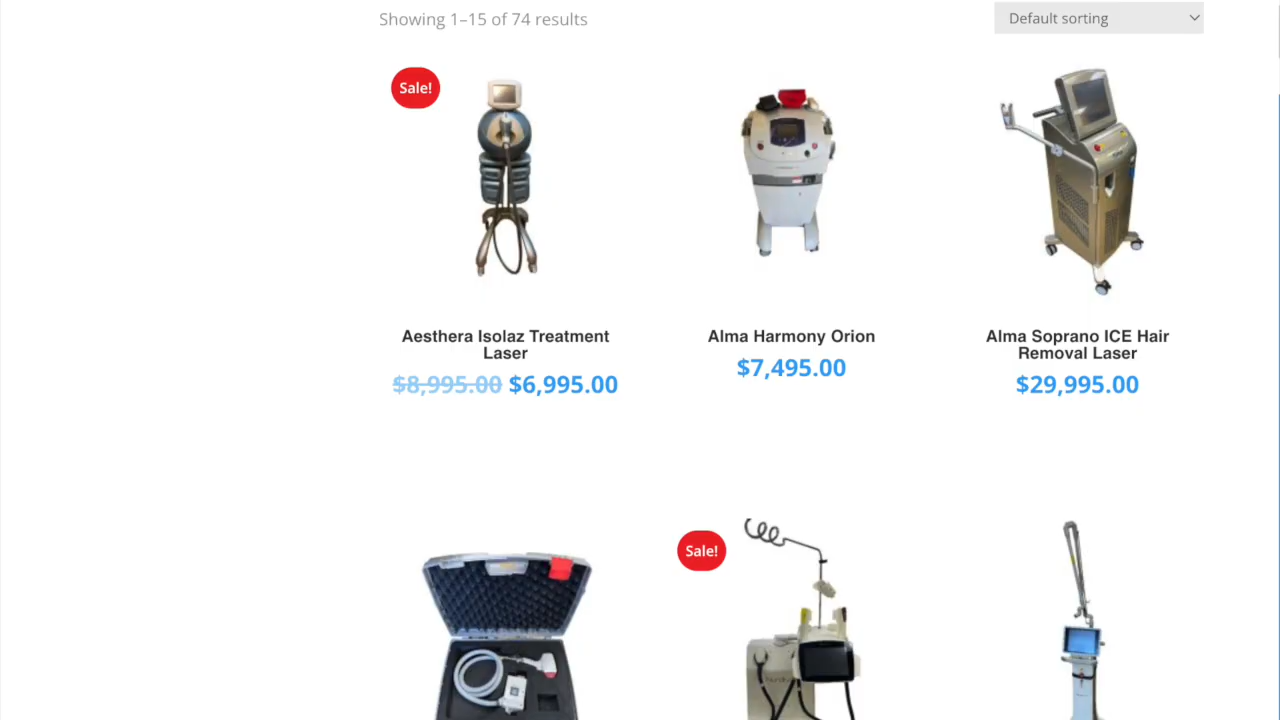 Showing 1–15 of 74 results
Default sorting
Sale!
Aesthera Isolaz Treatment
Laser
$8,995.00 $6,995.00
Alma Harmony Orion
$7,495.00
Alma Soprano ICE Hair
Removal Laser
$29,995.00
Sale!